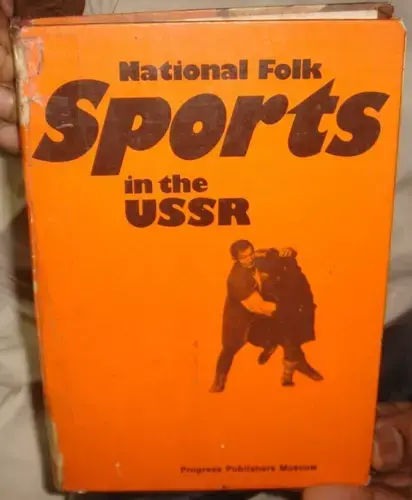 National Folk
Sports
in the
USSR
Progress Publishers Moscow